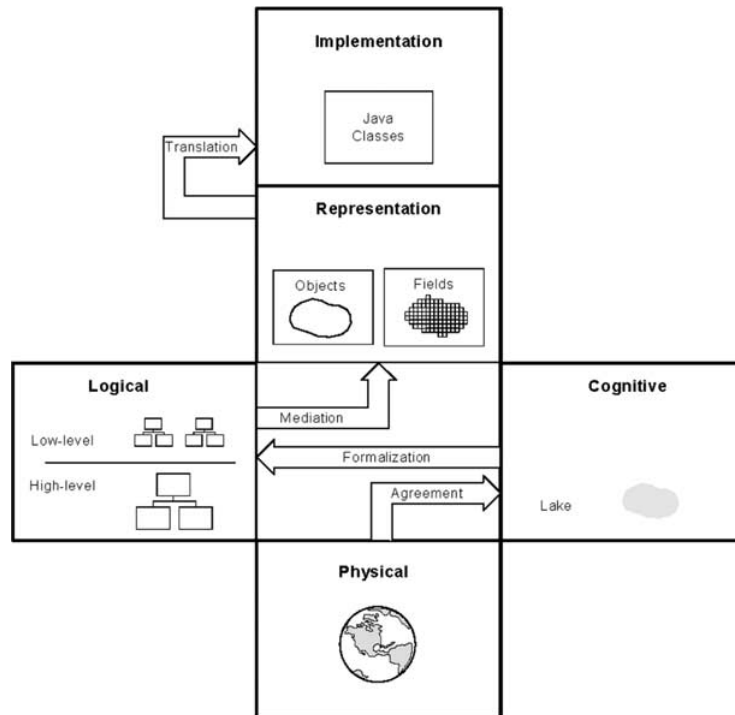 Implementation
Java
Classes
Translation
Representation
Objects
Fields
Logical
Cognitive
Low-level
Mediation
Formalization
High-level
Agreement
Lake
Physical